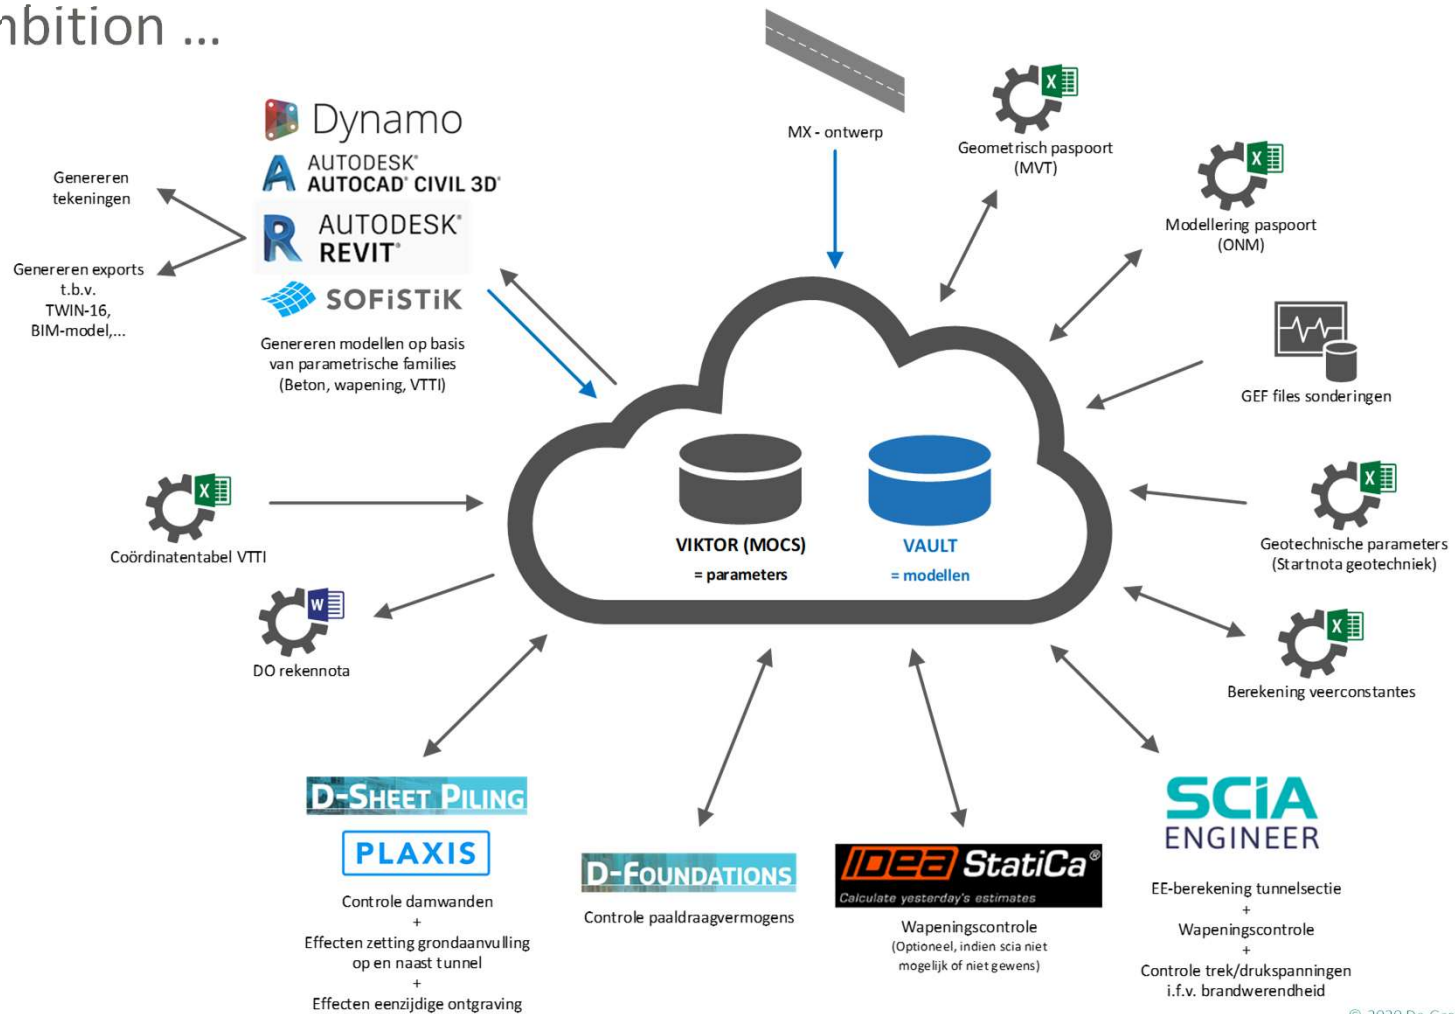 mbition ...
Dynamo
AUTODESK®
AUTOCAD® CIVIL 3D®
AUTODESK®
REVIT®
SOFiSTiK
Genereren modellen op basis
van parametrische families
(Beton, wapening, VTTI)
Genereren
tekeningen
Genereren exports
t.b.v.
TWIN-16,
BIM-model,...
MX - ontwerp
Geometrisch paspoort
(MVT)
Modellering paspoort
(ONM)
GEF files sonderingen
Geotechnische parameters
(Startnota geotechniek)
Berekening veerconstantes
Coördinatentabel VTTI
DO rekennota
VIKTOR (MOCS)
= parameters
VAULT
= modellen
D-SHEET PILING
PLAXIS
Controle damwanden
+
Effecten zetting grondaanvulling
op en naast tunnel
+
Effecten eenzijdige ontgraving
D-FOUNDATIONS
Controle paaldraagvermogens
IDEA StatiCa®
Calculate yesterday's estimates
Wapeningscontrole
(Optioneel, indien scia niet
mogelijk of niet gewens)
SCiA
ENGINEER
EE-berekening tunnelsectie
+
Wapeningscontrole
+
Controle trek/drukspanningen
i.f.v. brandwerendheid